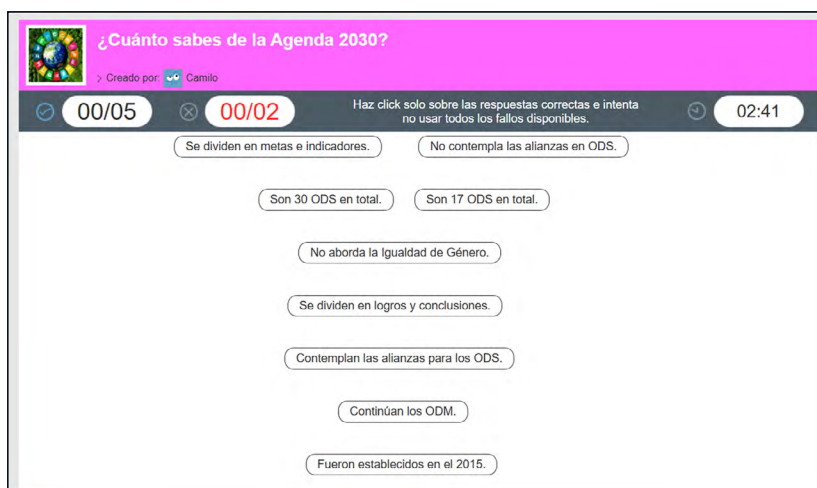 ¿Cuánto sabes de la Agenda 2030?
> Creado por: Camilo
00/05
00/02
Haz click solo sobre las respuestas correctas e intenta
no usar todos los fallos disponibles.
02:41
Se dividen en metas e indicadores.
No contempla las alianzas en ODS.
Son 30 ODS en total.
Son 17 ODS en total.
No aborda la Igualdad de Género.
Se dividen en logros y conclusiones.
Contemplan las alianzas para los ODS.
Continúan los ODM.
Fueron establecidos en el 2015.